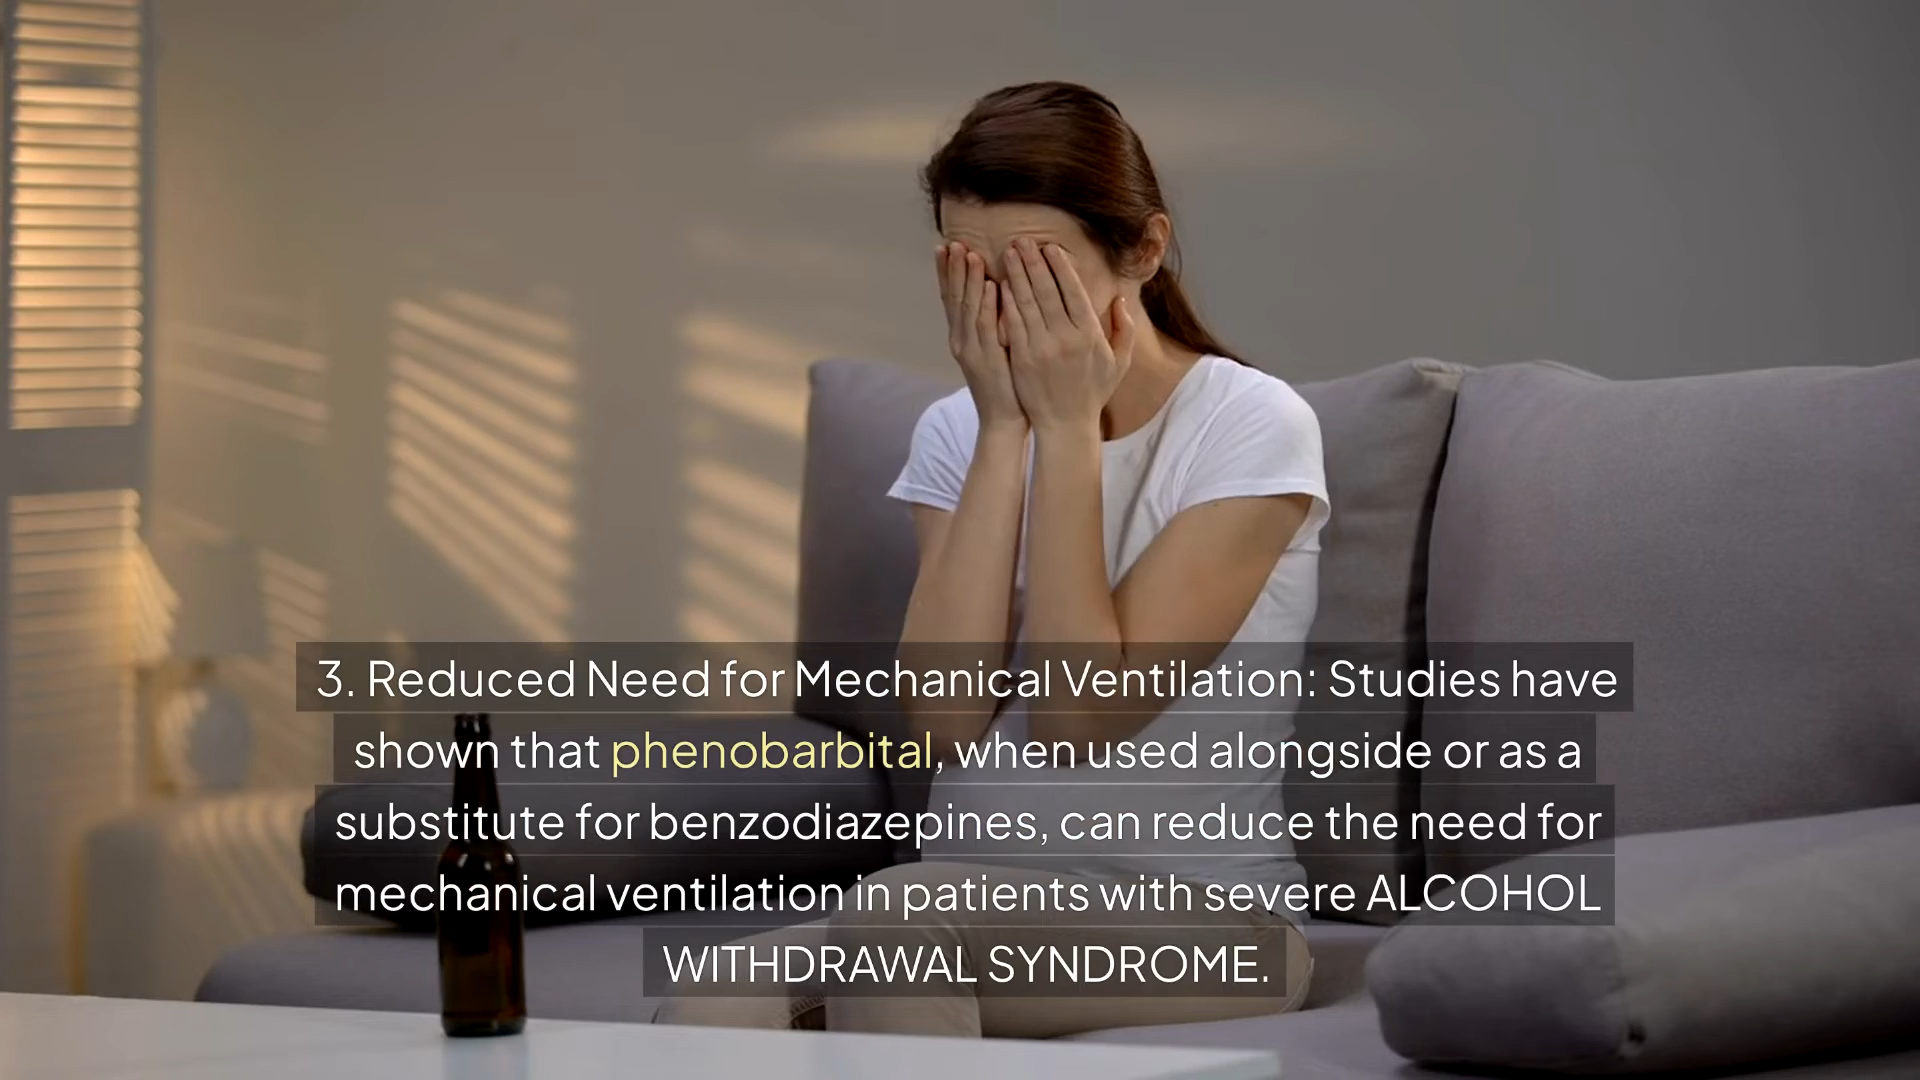 3. Reduced Need for Mechanical Ventilation: Studies have
shown that phenobarbital, when used alongside or as a
substitute for benzodiazepines, can reduce the need for
mechanical ventilation in patients with severe ALCOHOL
WITHDRAWAL SYNDROME.